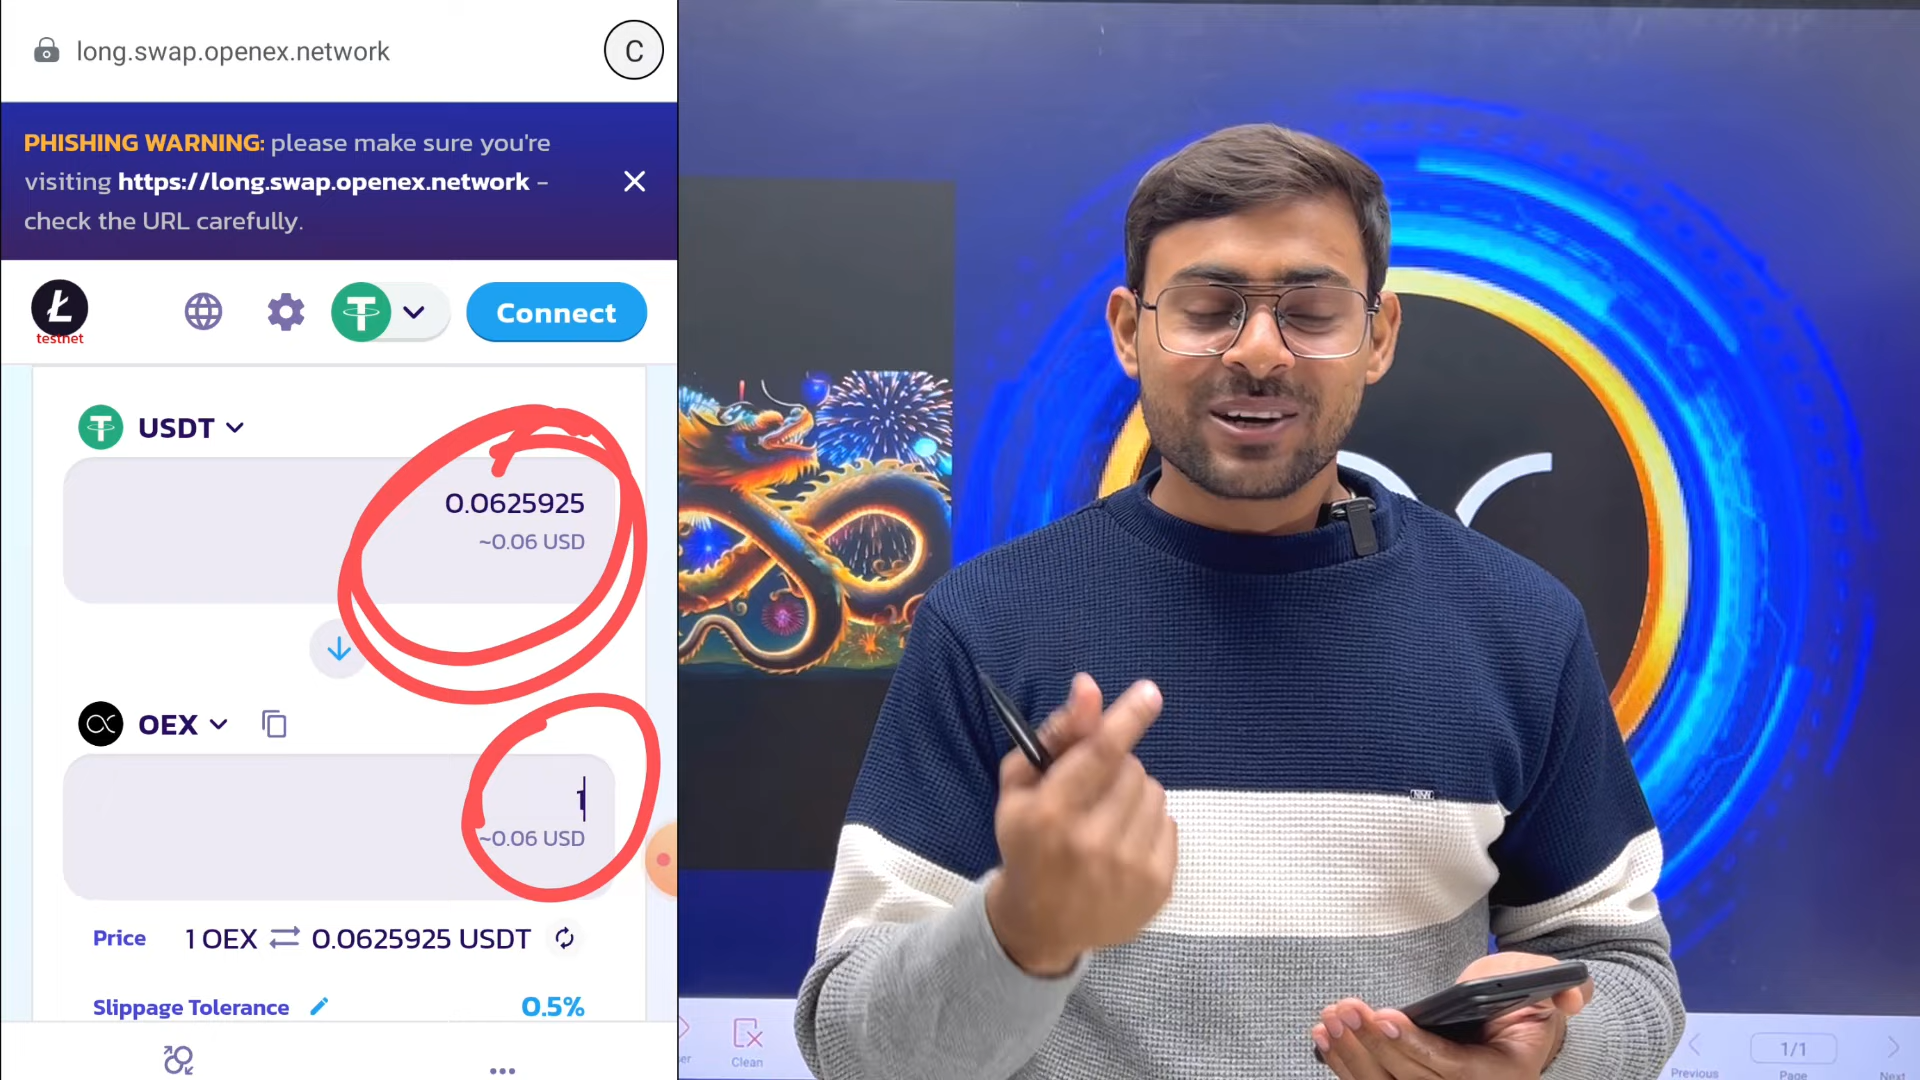 long.swap.openex.network
C
PHISHING WARNING: please make sure you're
visiting https://long.swap.openex.network -
check the URL carefully.
testnet
Connect
USDT
0.0625925
~0.06 USD
OEX
1
~0.06 USD
Price 1 OEX 0.0625925 USDT
Slippage Tolerance 0.5%
Clean
1/1
Previous Page Next